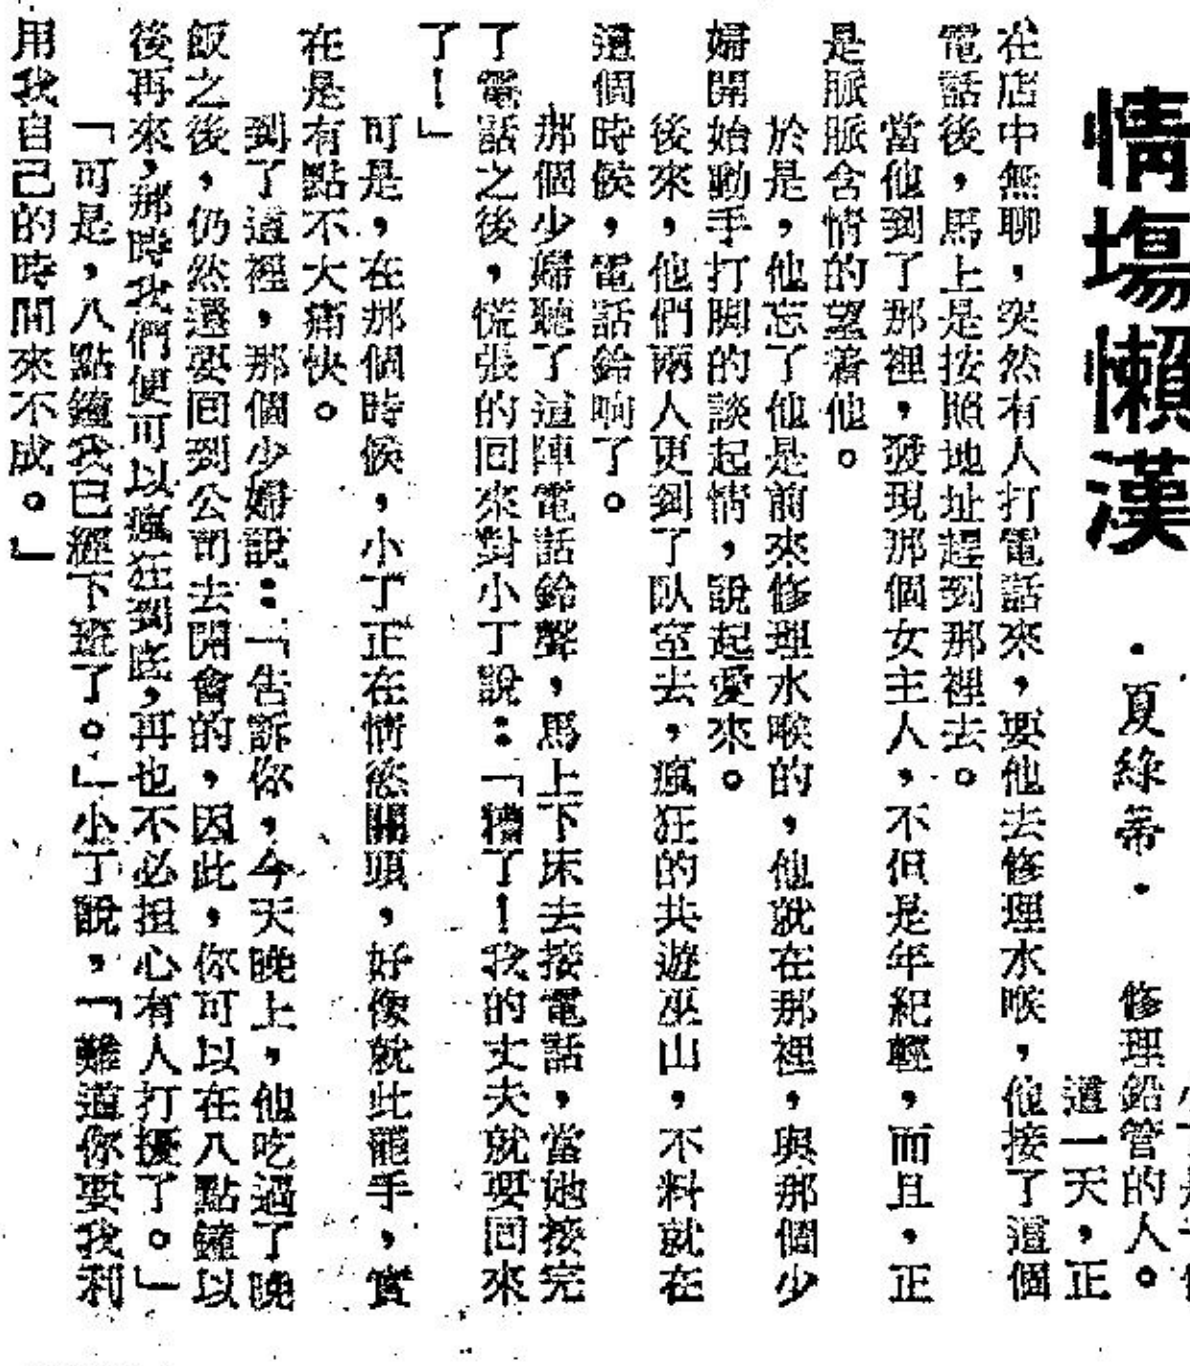 情塲懶漢
·夏綠蒂·
修理鉛管的人。
這一天，正
在店中無聊，突然有人打電話來，要他去修理水喉，他接了這個
電話後，馬上是按照地址趕到那裡去。
當他到了那裡，發現那個女主人，不但是年紀輕，而且，正
是脈脈含情的望着他。
於是，他忘了他是前來修理水喉的，他就在那裡，與那個少
婦開始動手打脚的談起情，說起愛來。
後來，他們兩人更到了臥室去，瘋狂的共遊巫山，不料就在
這個時候，電話鈴响了。
那個少婦聽了這陣電話鈴聲，馬上下床去接電話，當她接完
了電話之後，慌張的回來對小丁說：「糟了！我的丈夫就要回來
了！」
可是，在那個時候，小丁正在情慾關頭，好像就此罷手，實
在是有點不大痛快。
到了這裡，那個少婦說：「告訴你，今天晚上，他吃過了晚
飯之後，仍然還要回到公司去開會的，因此，你可以在八點鐘以
後再來，那時我們便可以瘋狂到底，再也不必担心有人打擾了。」
「可是，八點鐘我已經下班了。」小丁說，「難道你要我利
用我自己的時間來不成。」